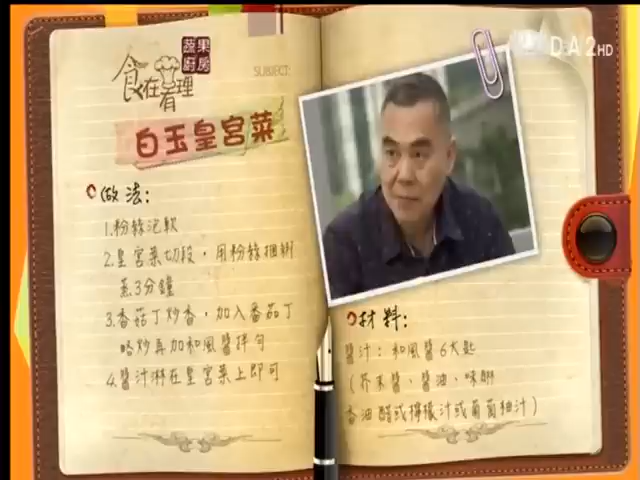 DA2HD
蔬果
廚房
食在有理
SUBJECT:
白玉皇宮菜
做法:
1.粉絲泡軟
2.皇宮菜切段,用粉絲捆綁
蒸3分鐘
3.香菇丁炒香,加入番茄丁
略炒再加和風醬拌勻
4.醬汁淋在皇宮菜上即可
材料:
醬汁:和風醬6大匙
(芥末醬、醬油、味醂
香油醋或檸檬汁或葡萄柚汁)